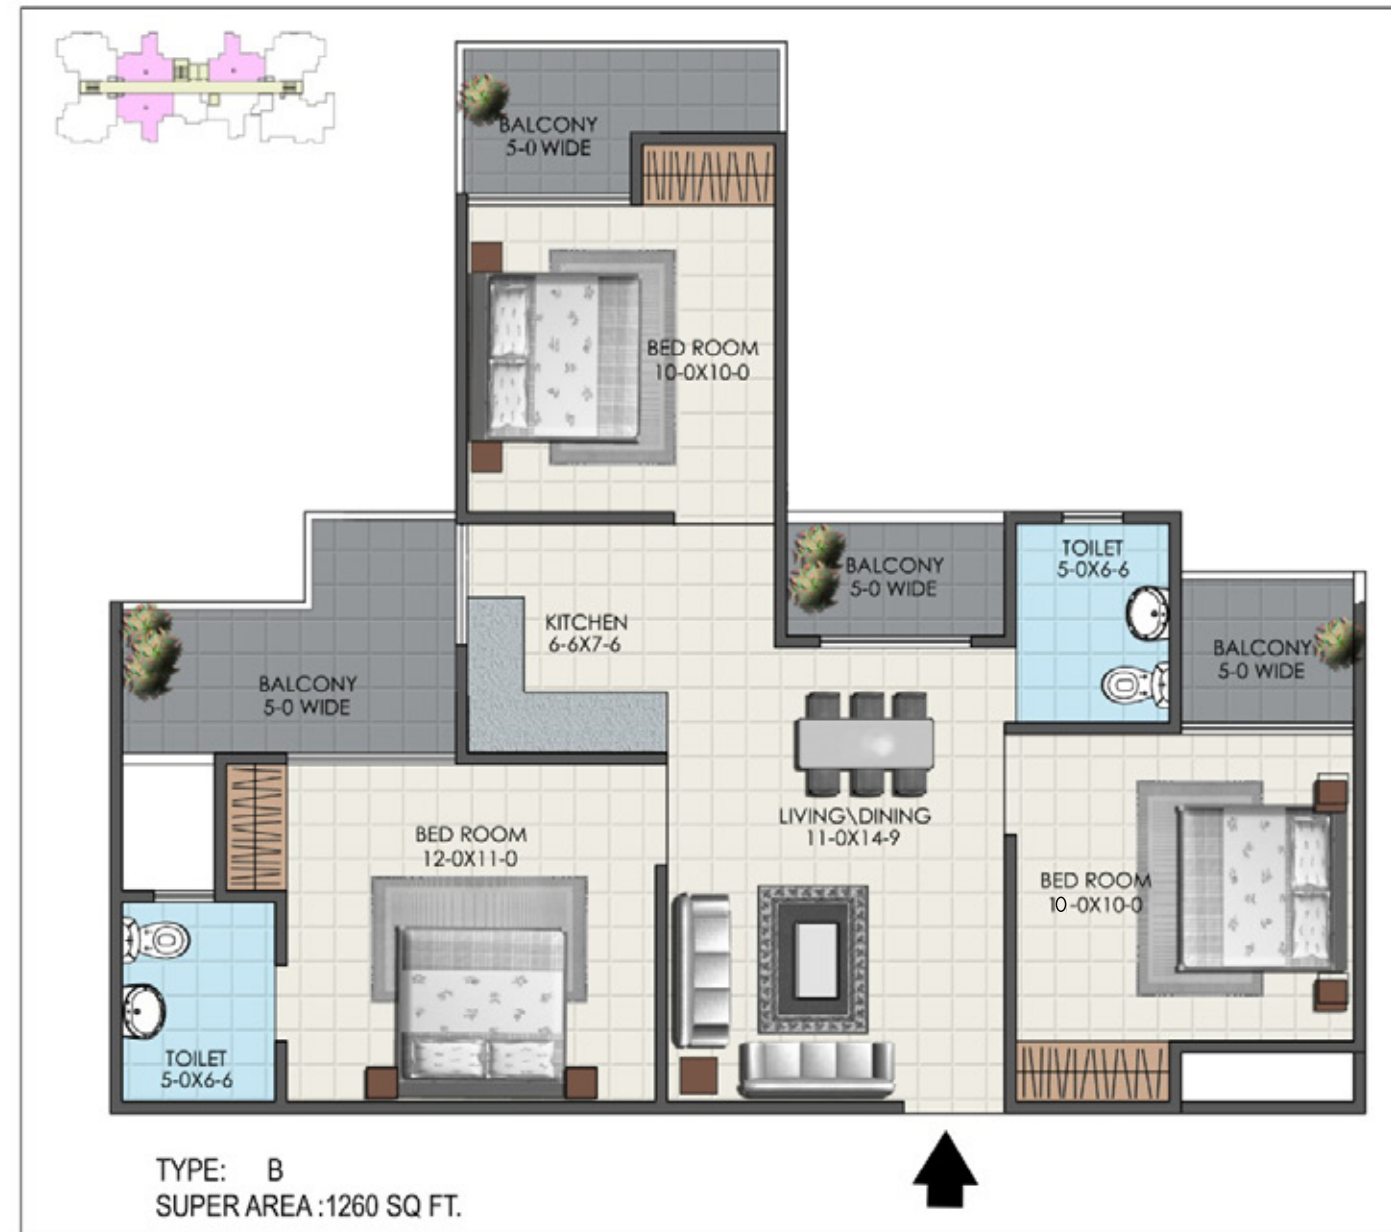 BALCONY
5-0 WIDE
BED ROOM
10-0X10-0
BALCONY
5-0 WIDE
TOILET
5-0X6-6
KITCHEN
6-6X7-6
BALCONY
5-0 WIDE
BALCONY
5-0 WIDE
LIVING\DINING
11-0X14-9
BED ROOM
12-0X11-0
BED ROOM
10-0X10-0
TOILET
5-0X6-6
TYPE: B
SUPER AREA :1260 SQ FT.